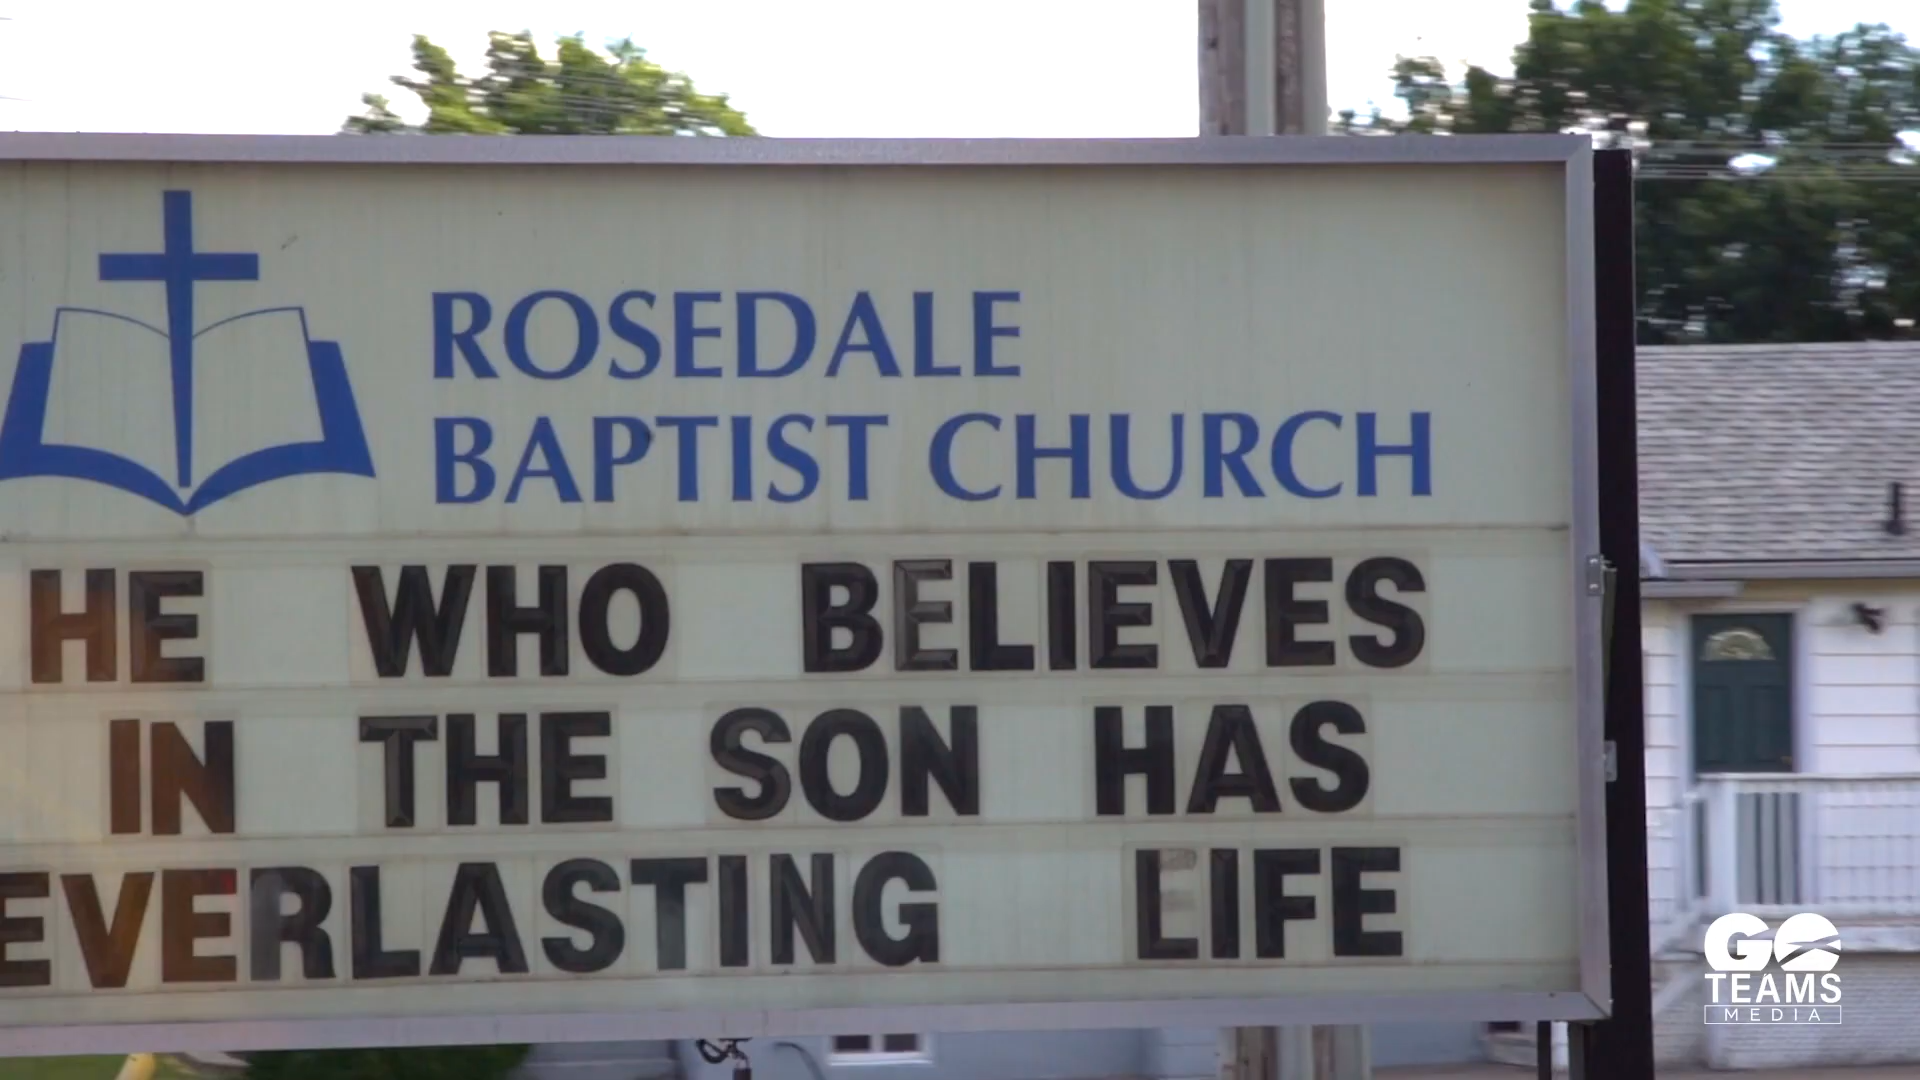 ROSEDALE
BAPTIST CHURCH
HE WHO BELIEVES
IN THE SON HAS
EVERLASTING LIFE
GO
TEAMS
MEDIA